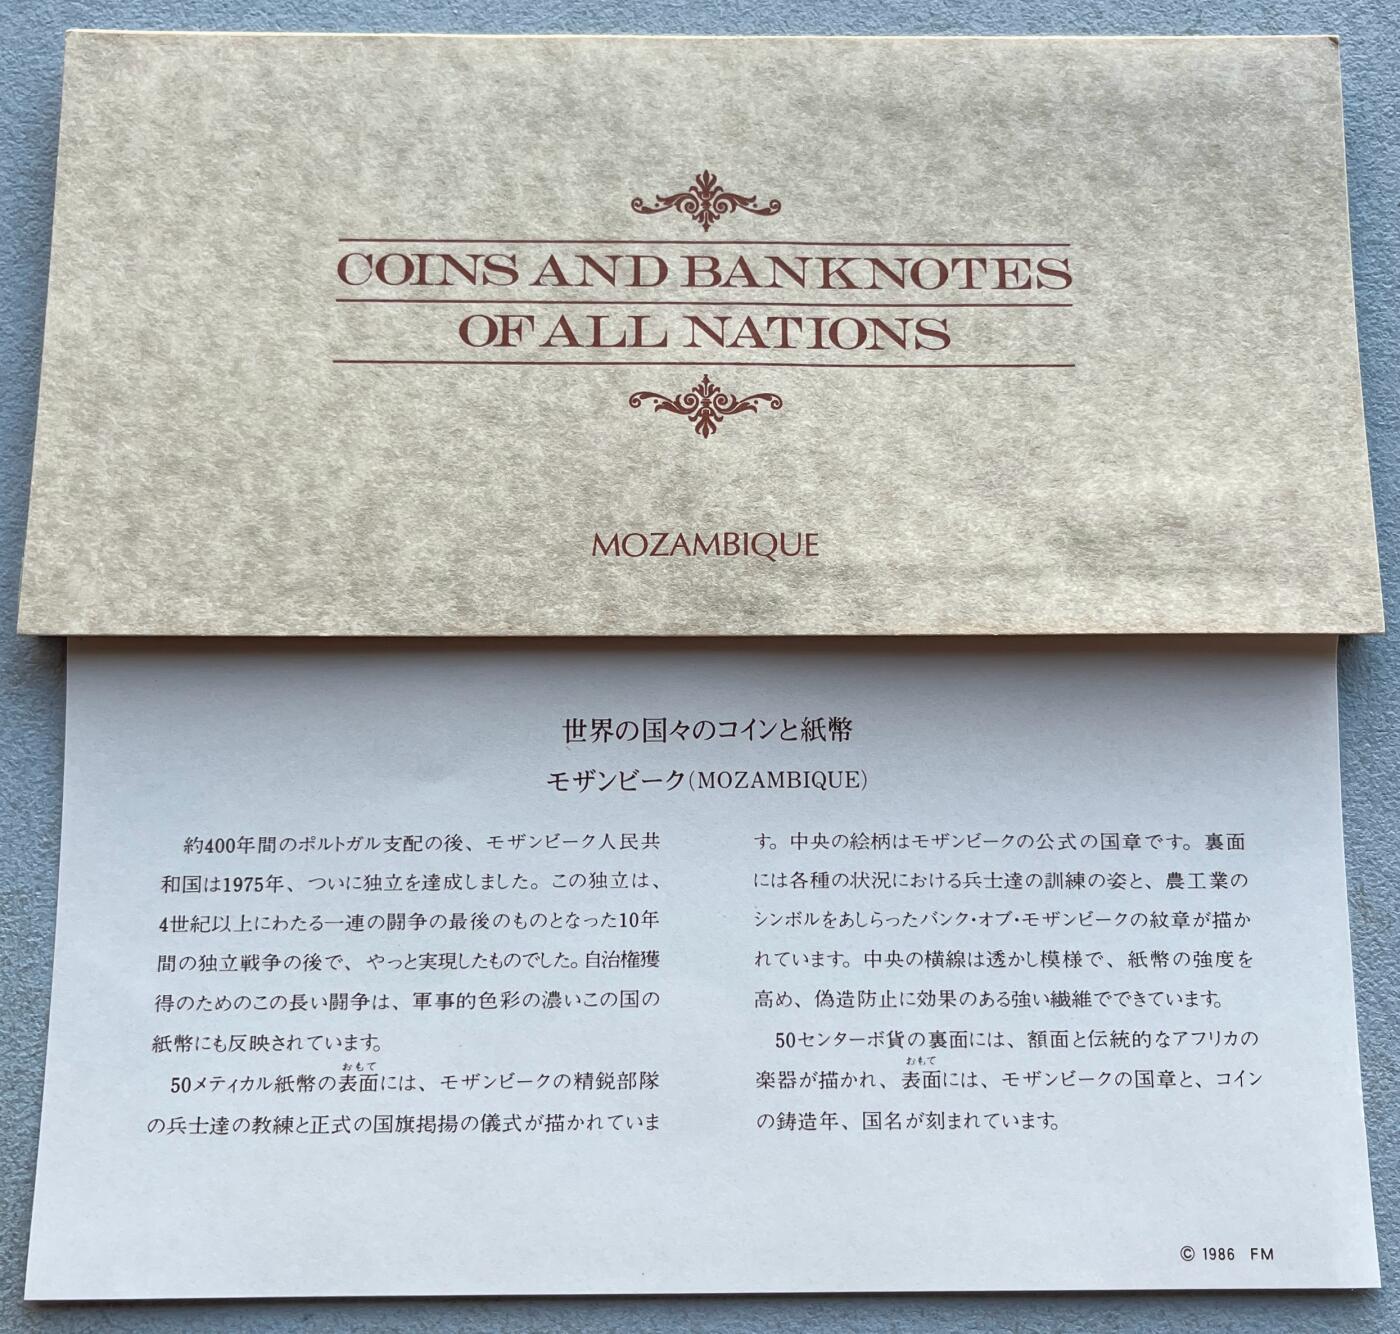 COINS AND BANKNOTES
OF ALL NATIONS
MOZAMBIQUE
世界の国々のコインと紙幣
モザンビーク(MOZAMBIQUE)
約400年間のポルトガル支配の後、モザンビーク人民共
和国は1975年、ついに独立を達成しました。この独立は、
4世紀以上にわたる一連の闘争の最後のものとなった10年
間の独立戦争の後で、やっと実現したものでした。自治権獲
得のためのこの長い闘争は、軍事的色彩の濃いこの国の
紙幣にも反映されています。
おもて
50メティカル紙幣の表面には、モザンビークの精鋭部隊
の兵士達の教練と正式の国旗掲揚の儀式が描かれていま
す。中央の絵柄はモザンビークの公式の国章です。裏面
には各種の状況における兵士達の訓練の姿と、農工業の
シンボルをあしらったバンク・オブ・モザンビークの紋章が描か
れています。中央の横線は透かし模様で、紙幣の強度を
高め、偽造防止に効果のある強い繊維でできています。
50センターボ貨の裏面には、額面と伝統的なアフリカの
おもて
楽器が描かれ、表面には、モザンビークの国章と、コイン
の鋳造年、国名が刻まれています。
© 1986 FM